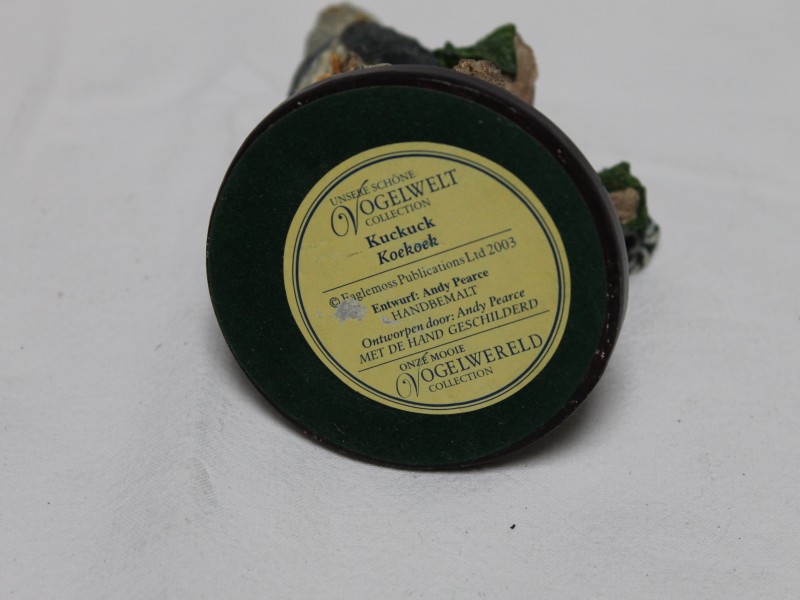 UNSERE SCHÖNE
VOGELWELT
COLLECTION
Kuckuck
Koekoek
© Eaglemoss Publications Ltd 2003
Entwurf: Andy Pearce
HANDBEMALT
Ontworpen door: Andy Pearce
MET DE HAND GESCHILDERD
ONZE MOOIE
VOGELWERELD
COLLECTION